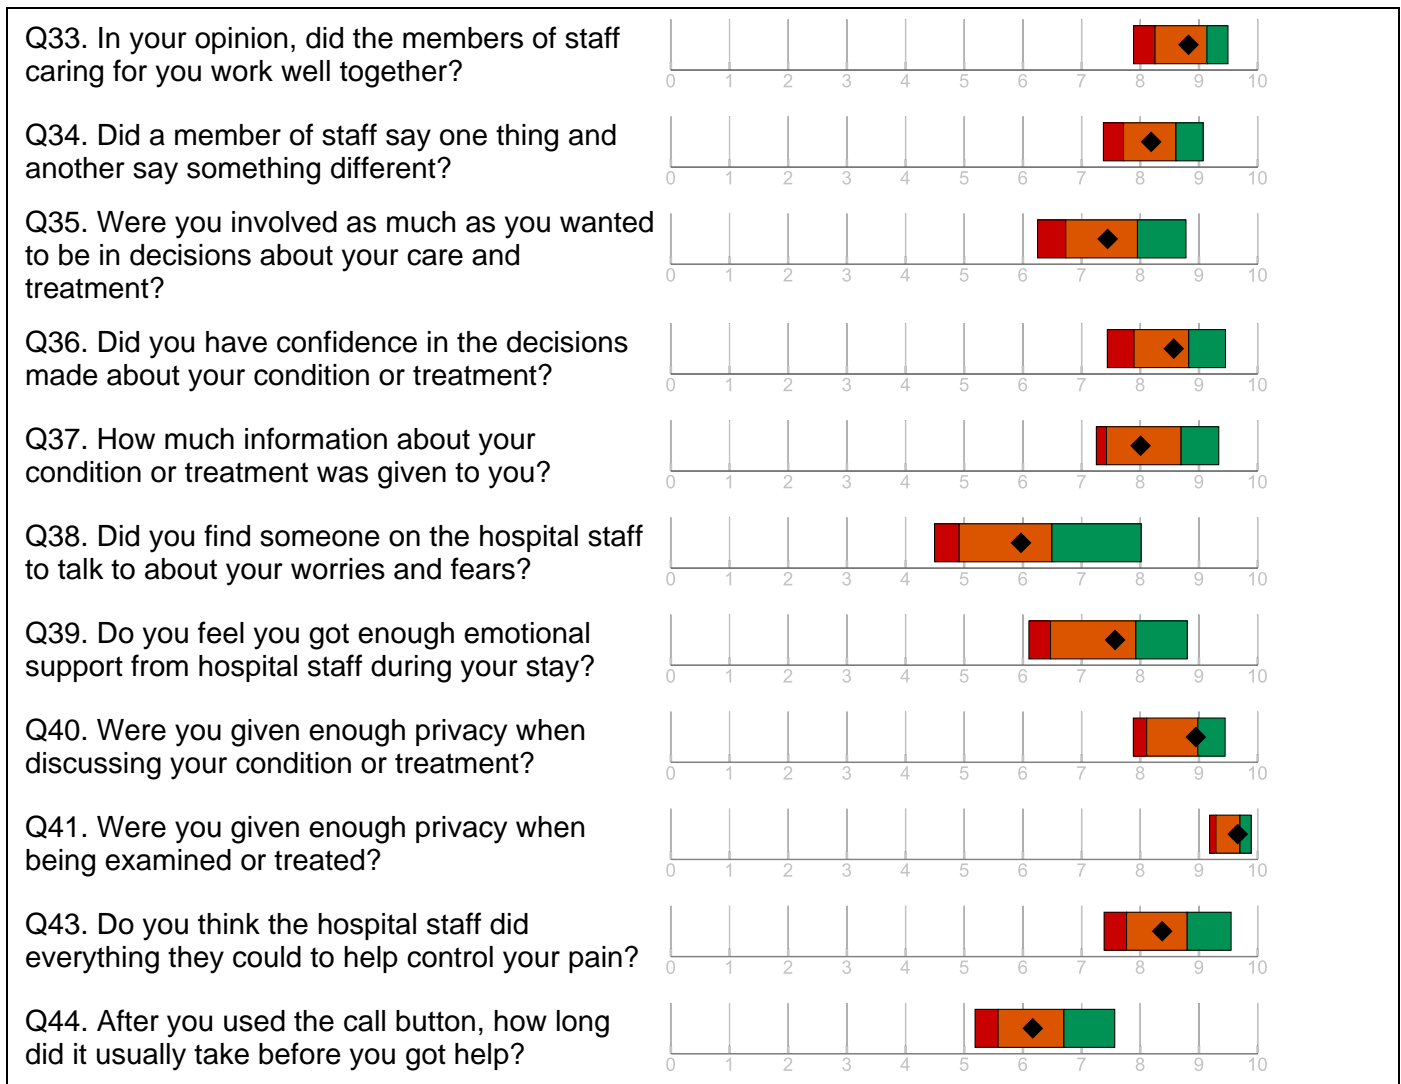 Q33. In your opinion, did the members of staff
caring for you work well together?
0 1 2 3 4 5 6 7 8 9 10
Q34. Did a member of staff say one thing and
another say something different?
0 1 2 3 4 5 6 7 8 9 10
Q35. Were you involved as much as you wanted
to be in decisions about your care and
treatment?
0 1 2 3 4 5 6 7 8 9 10
Q36. Did you have confidence in the decisions
made about your condition or treatment?
0 1 2 3 4 5 6 7 8 9 10
Q37. How much information about your
condition or treatment was given to you?
0 1 2 3 4 5 6 7 8 9 10
Q38. Did you find someone on the hospital staff
to talk to about your worries and fears?
0 1 2 3 4 5 6 7 8 9 10
Q39. Do you feel you got enough emotional
support from hospital staff during your stay?
0 1 2 3 4 5 6 7 8 9 10
Q40. Were you given enough privacy when
discussing your condition or treatment?
0 1 2 3 4 5 6 7 8 9 10
Q41. Were you given enough privacy when
being examined or treated?
0 1 2 3 4 5 6 7 8 9 10
Q43. Do you think the hospital staff did
everything they could to help control your pain?
0 1 2 3 4 5 6 7 8 9 10
Q44. After you used the call button, how long
did it usually take before you got help?
0 1 2 3 4 5 6 7 8 9 10